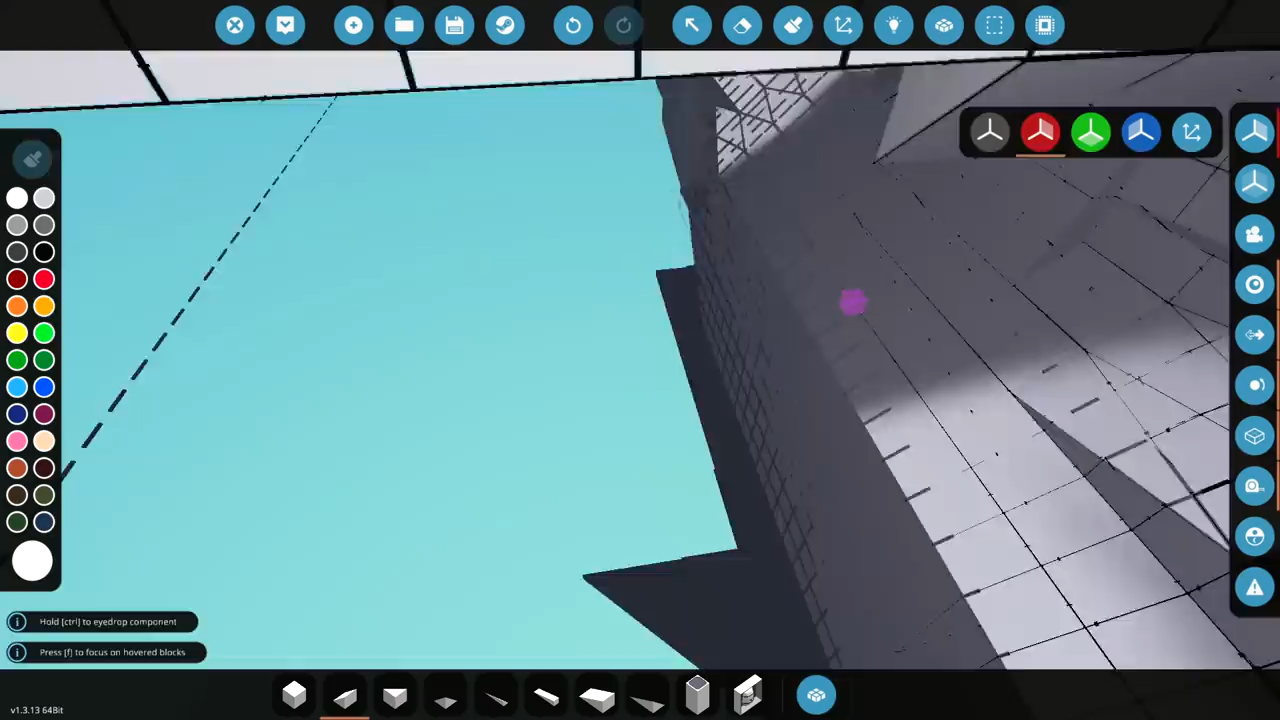 Hold [ctrl] to eyedrop component
Press [f] to focus on hovered blocks
v1.3.13 64Bit